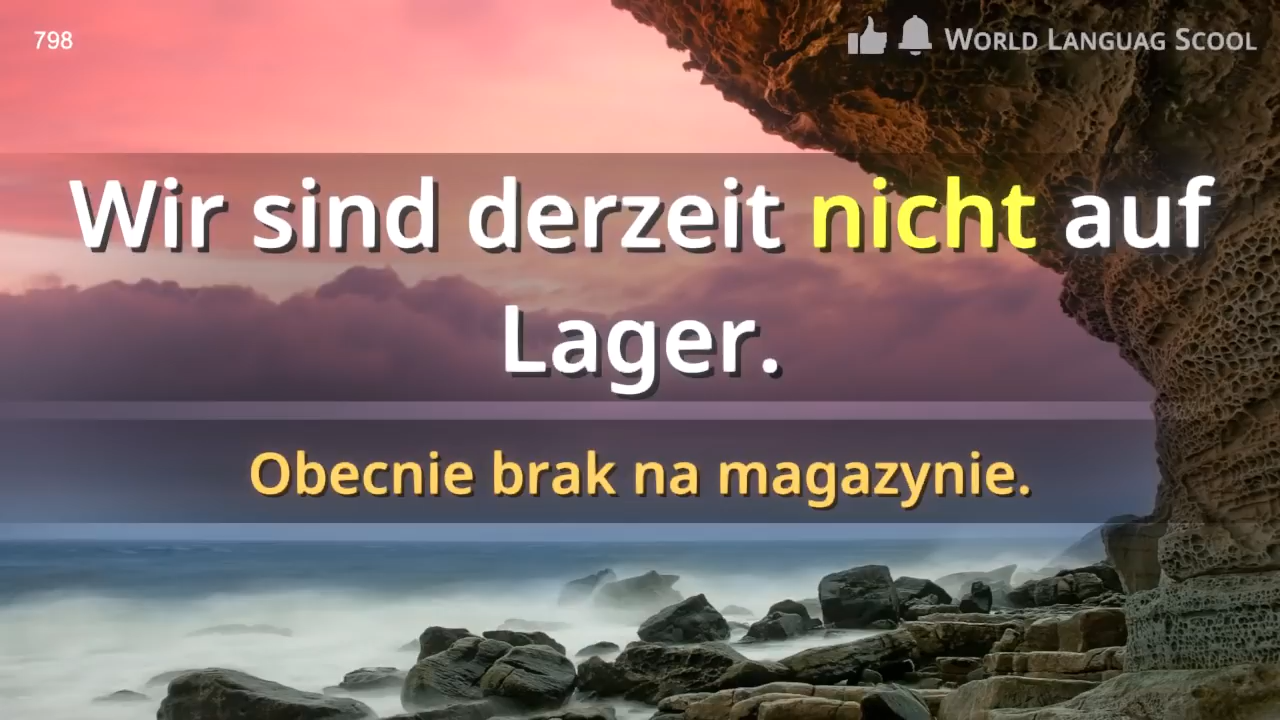 798
WORLD LANGUAG SCOOL
Wir sind derzeit nicht auf
Lager.
Obecnie brak na magazynie.